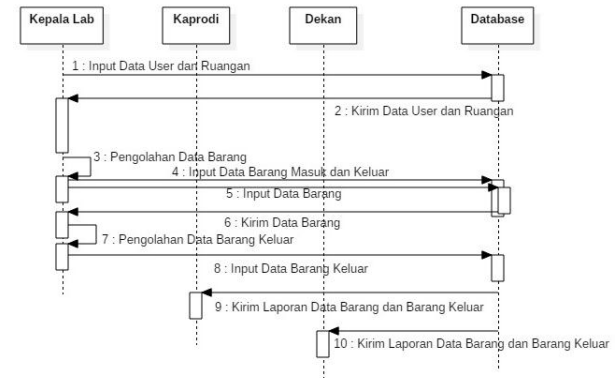 Kepala Lab
Kaprodi
Dekan
Database
1 : Input Data User dan Ruangan
2 : Kirim Data User dan Ruangan
3 : Pengolahan Data Barang
4 : Input Data Barang Masuk dan Keluar
5 : Input Data Barang
6 : Kirim Data Barang
7 : Pengolahan Data Barang Keluar
8 : Input Data Barang Keluar
9 : Kirim Laporan Data Barang dan Barang Keluar
10 : Kirim Laporan Data Barang dan Barang Keluar